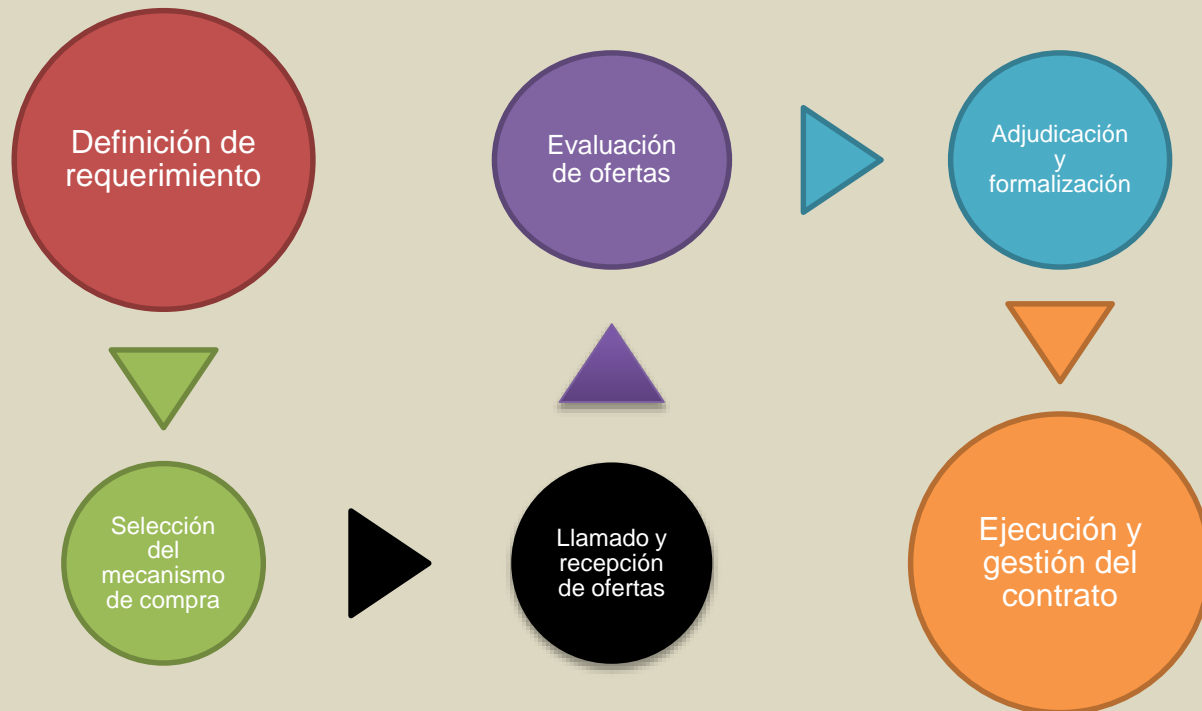 Definición de
requerimiento
Selección
del
mecanismo
de compra
Llamado y
recepción
de ofertas
Evaluación
de ofertas
Adjudicación
y
formalización
Ejecución y
gestión del
contrato